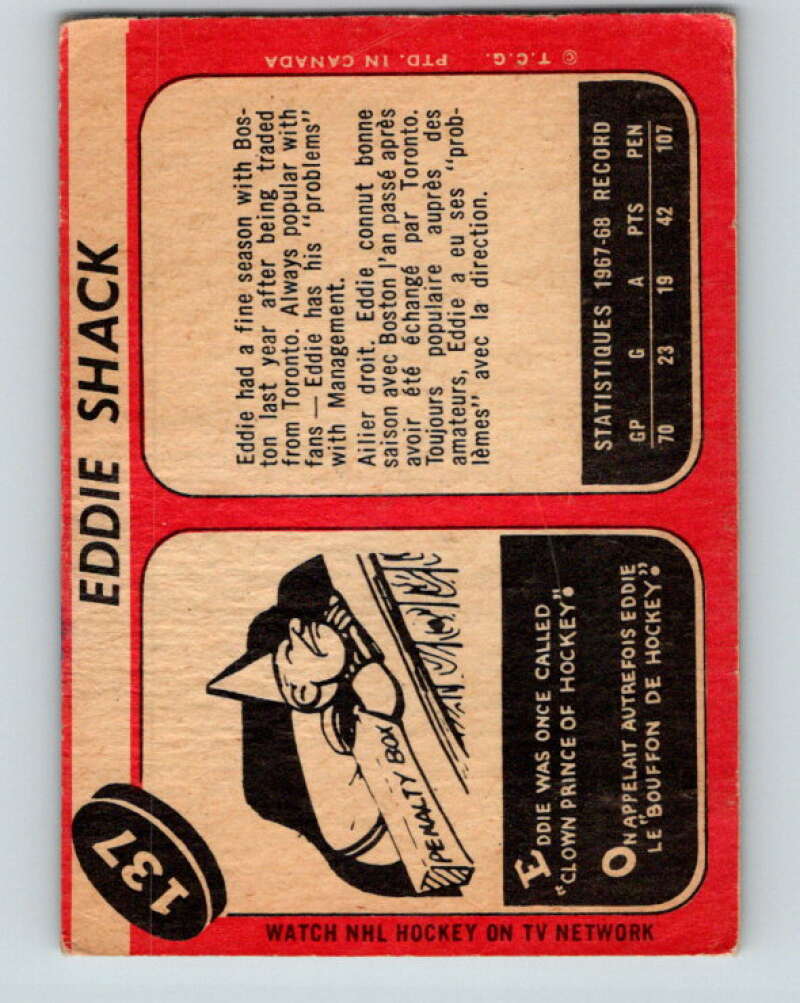 137
EDDIE SHACK
PENALTY BOX
EDDIE WAS ONCE CALLED
"CLOWN PRINCE OF HOCKEY".
ON APPELAIT AUTREFOIS EDDIE
LE "BOUFFON DE HOCKEY".
Eddie had a fine season with Bos-
ton last year after being traded
from Toronto. Always popular with
fans — Eddie has his "problems"
with Management.
Ailier droit. Eddie connut bonne
saison avec Boston l'an passé après
avoir été échangé par Toronto.
Toujours populaire auprès des
amateurs, Eddie a eu ses "prob-
lèmes" avec la direction.
STATISTIQUES 1967-68 RECORD
GP G A PTS PEN
70 23 19 42 107
WATCH NHL HOCKEY ON TV NETWORK
© T.C.G. PTD. IN CANADA